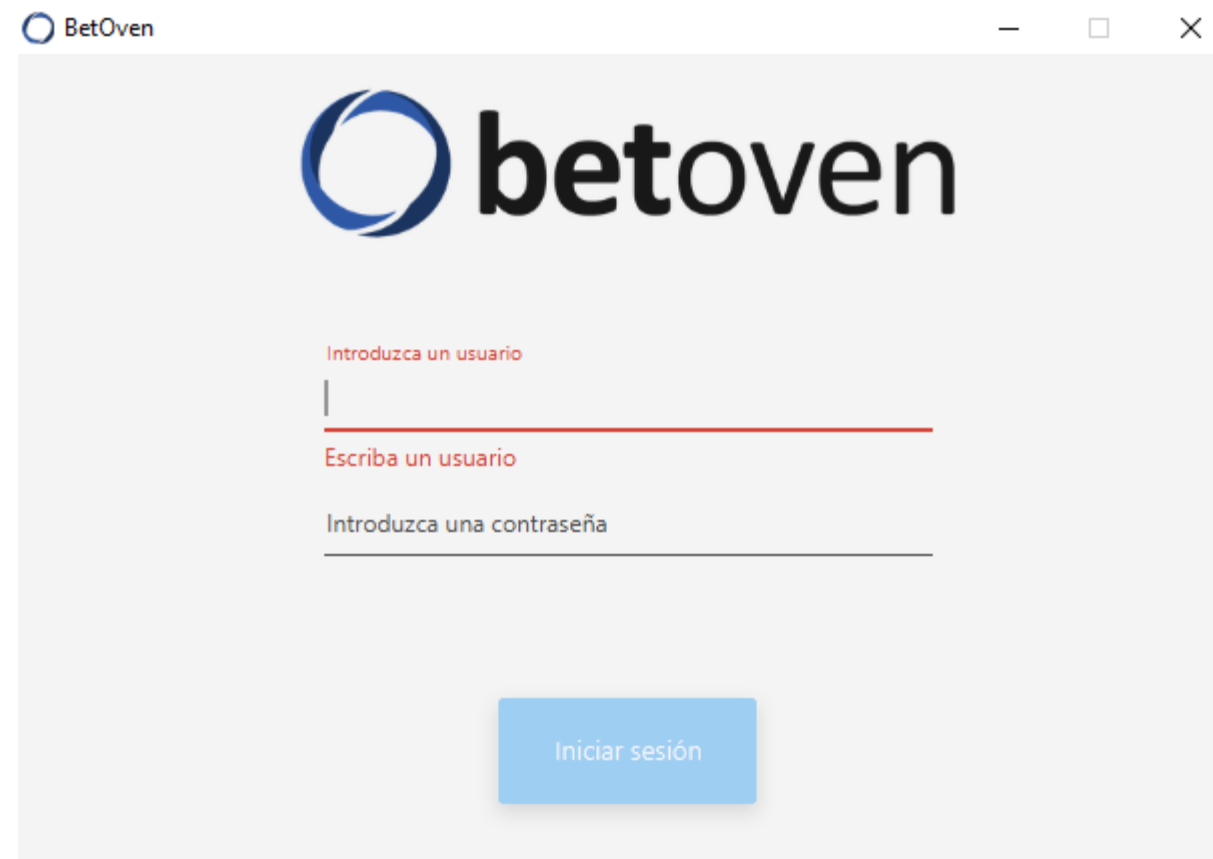 BetOven
betoven
Introduzca un usuario
Escriba un usuario
Introduzca una contraseña
Iniciar sesión